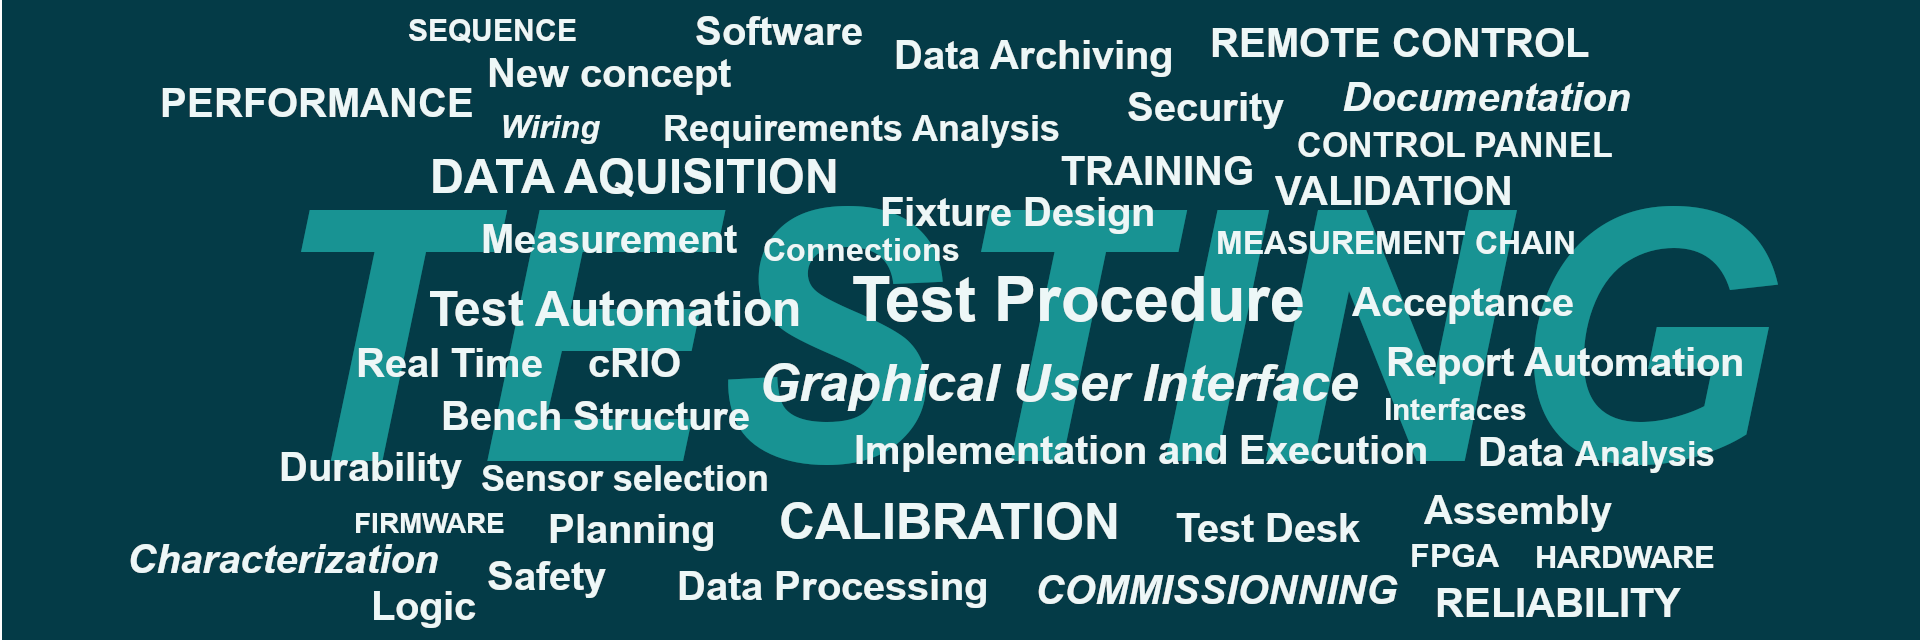 SEQUENCE
Software
Data Archiving
REMOTE CONTROL
New concept
PERFORMANCE
Security
Documentation
Wiring
Requirements Analysis
CONTROL PANNEL
DATA AQUISITION
TRAINING
VALIDATION
Fixture Design
Measurement
Connections
MEASUREMENT CHAIN
TESTING
Test Automation
Test Procedure
Acceptance
Real Time
cRIO
Graphical User Interface
Report Automation
Bench Structure
Interfaces
Implementation and Execution
Data Analysis
Durability
Sensor selection
FIRMWARE
Planning
CALIBRATION
Test Desk
Assembly
Characterization
FPGA
HARDWARE
Safety
Data Processing
COMMISSIONNING
Logic
RELIABILITY